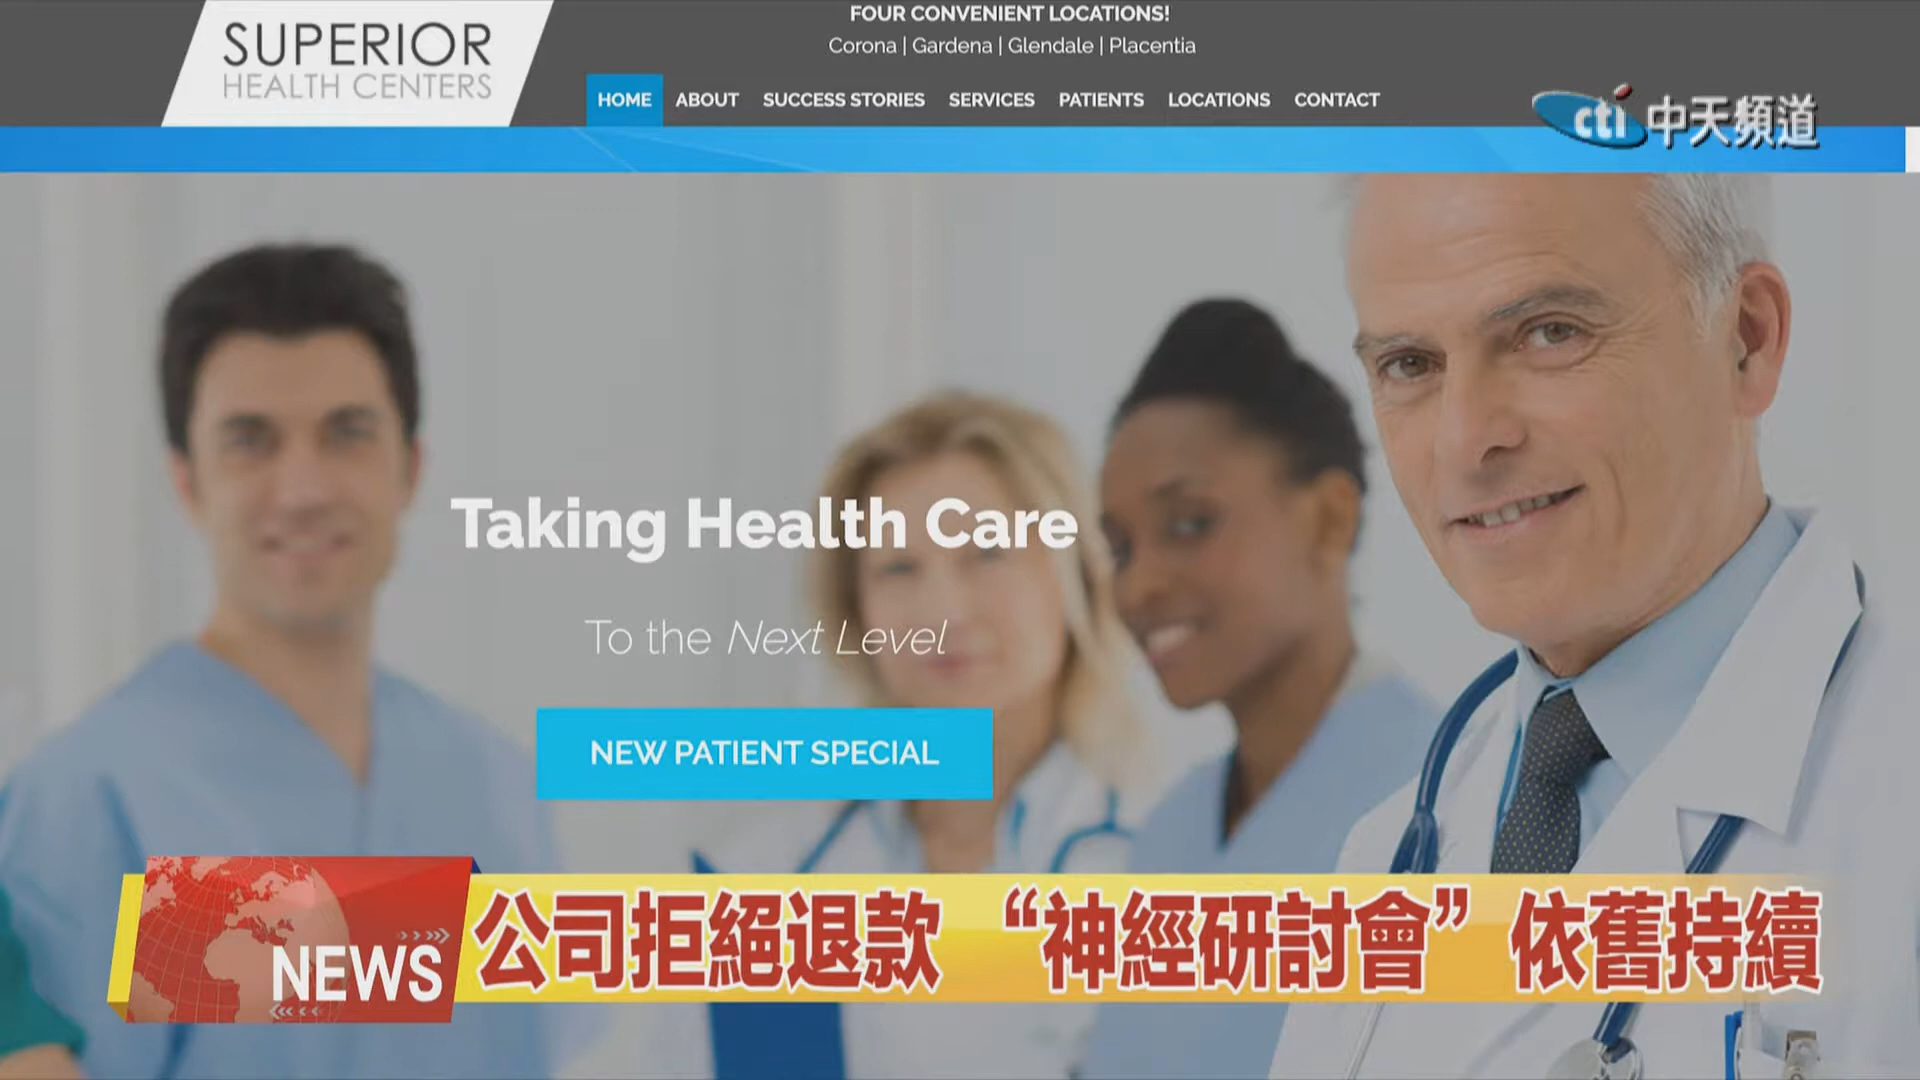 SUPERIOR
HEALTH CENTERS
FOUR CONVENIENT LOCATIONS!
Corona | Gardena | Glendale | Placentia
HOME ABOUT SUCCESS STORIES SERVICES PATIENTS LOCATIONS CONTACT
cti 中天頻道
Taking Health Care
To the Next Level
NEW PATIENT SPECIAL
NEWS
公司拒絕退款 “神經研討會” 依舊持續